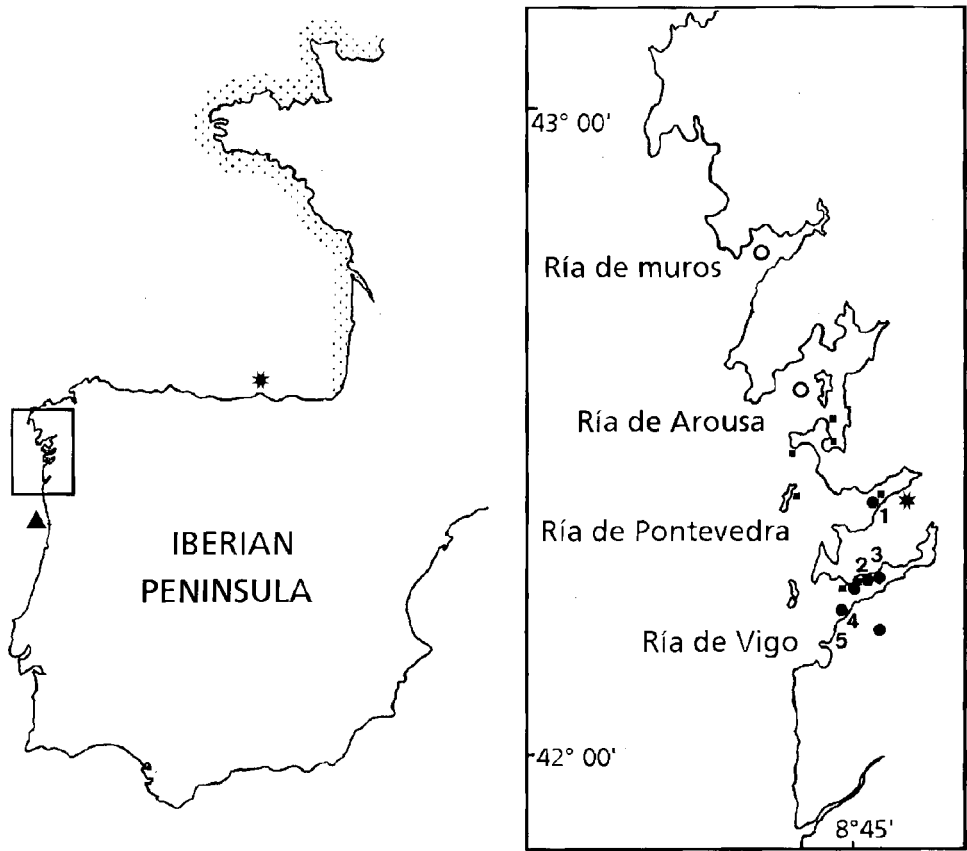 IBERIAN
PENINSULA
43° 00'
Ría de muros
Ría de Arousa
Ría de Pontevedra
1
2 3
4
Ría de Vigo
5
42° 00'
8°45'